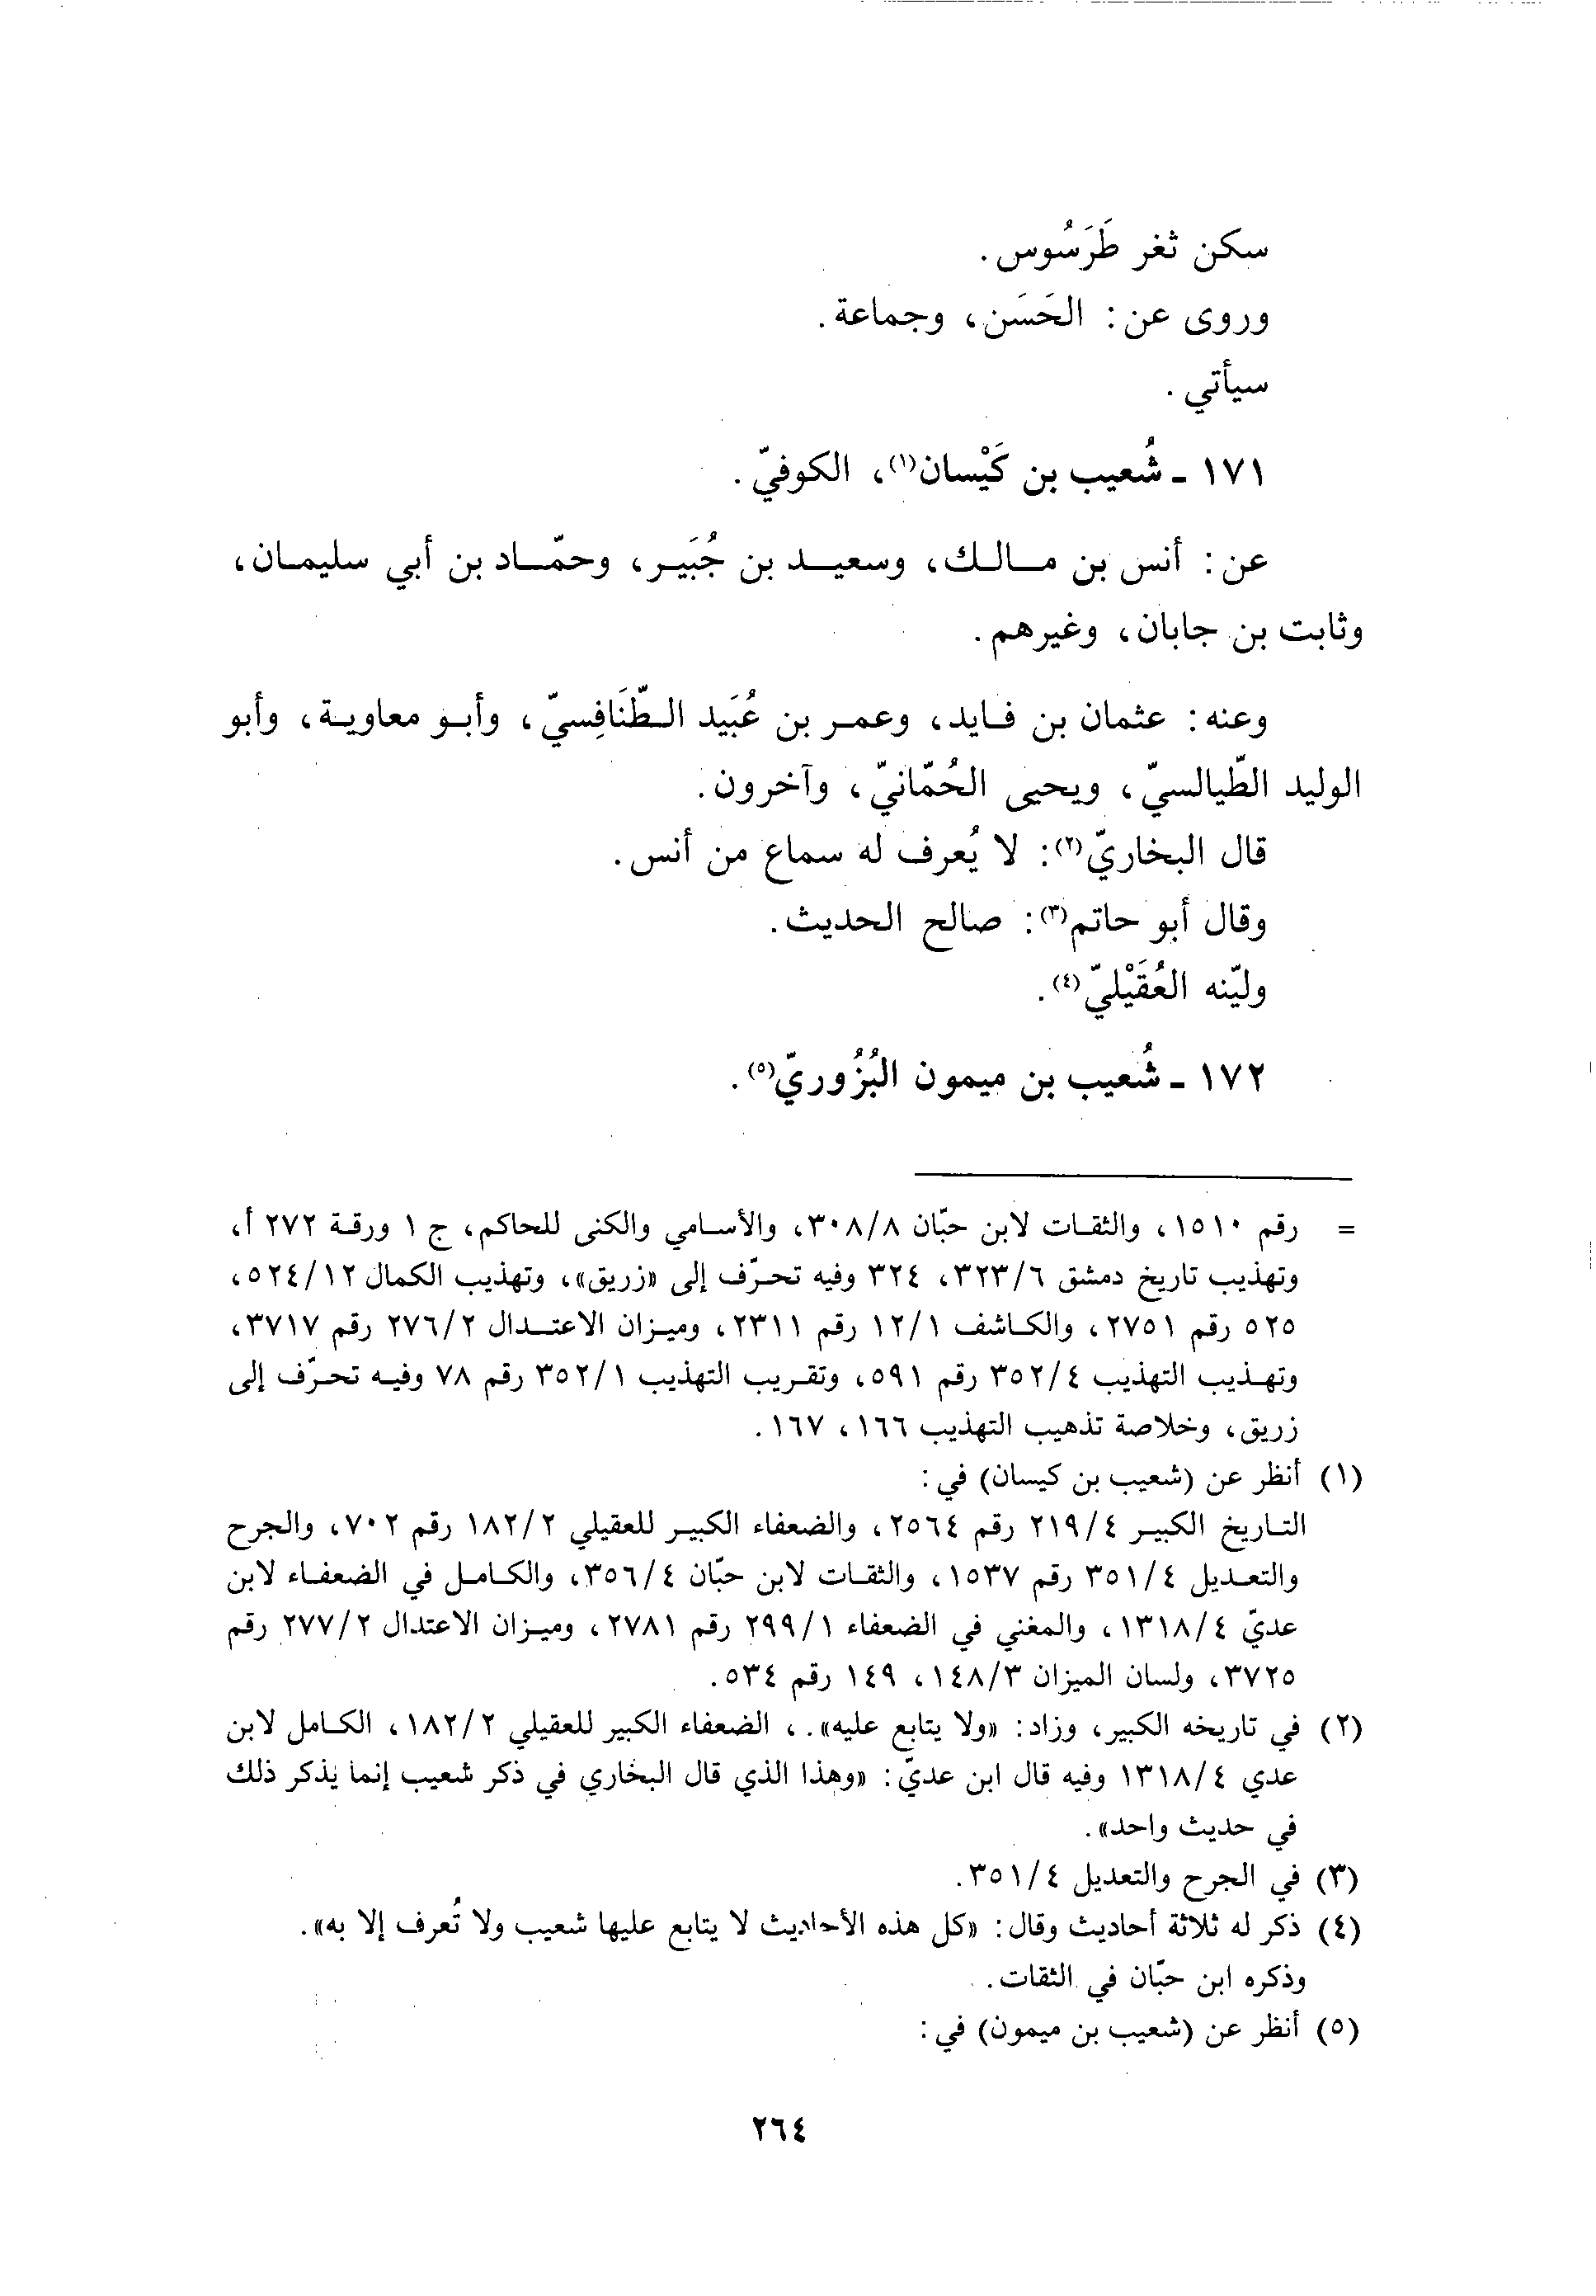 سكن ثغر طَرَسُوس.
وروى عن: الحَسَن، وجماعة.
سيأتي.
١٧١ ـ شُعيب بن كَيْسان(١)، الكوفيّ.
عن: أنس بن مالك، وسعيد بن جُبَير، وحمّاد بن أبي سليمان،
وثابت بن جابان، وغيرهم.
وعنه: عثمان بن فايد، وعمر بن عُبَيد الطَّنَافِسيّ، وأبو معاوية، وأبو
الوليد الطّيالسيّ، ويحيى الحُمّانيّ، وآخرون.
قال البخاريّ(٢): لا يُعرف له سماع من أنس.
وقال أبو حاتم(٣): صالح الحديث.
وليّنه العُقَيْليّ(٤).
١٧٢ ـ شُعيب بن ميمون البُزُوريّ(٥).
= رقم ١٥١٠، والثقات لابن حبّان ٣٠٨/٨، والأسامي والكنى للحاكم، ج ١ ورقة ٢٧٢ أ،
وتهذيب تاريخ دمشق ٣٢٣/٦، ٣٢٤ وفيه تحرّف إلى «زريق»، وتهذيب الكمال ٥٢٤/١٢،
٥٢٥ رقم ٢٧٥١، والكاشف ١٢/١ رقم ٢٣١١، وميزان الاعتدال ٢٧٦/٢ رقم ٣٧١٧،
وتهذيب التهذيب ٣٥٢/٤ رقم ٥٩١، وتقريب التهذيب ٣٥٢/١ رقم ٧٨ وفيه تحرّف إلى
زريق، وخلاصة تذهيب التهذيب ١٦٦، ١٦٧.
(١) أنظر عن (شعيب بن كيسان) في:
التاريخ الكبير ٢١٩/٤ رقم ٢٥٦٤، والضعفاء الكبير للعقيلي ١٨٢/٢ رقم ٧٠٢، والجرح
والتعديل ٣٥١/٤ رقم ١٥٣٧، والثقات لابن حبّان ٣٥٦/٤، والكامل في الضعفاء لابن
عديّ ١٣١٨/٤، والمغني في الضعفاء ٢٩٩/١ رقم ٢٧٨١، وميزان الاعتدال ٢٧٧/٢ رقم
٣٧٢٥، ولسان الميزان ١٤٨/٣، ١٤٩ رقم ٥٣٤.
(٢) في تاريخه الكبير، وزاد: «ولا يتابع عليه».، الضعفاء الكبير للعقيلي ١٨٢/٢، الكامل لابن
عدي ١٣١٨/٤ وفيه قال ابن عديّ: «وهذا الذي قال البخاري في ذكر شعيب إنما يذكر ذلك
في حديث واحد».
(٣) في الجرح والتعديل ٣٥١/٤.
(٤) ذكر له ثلاثة أحاديث وقال: «كل هذه الأحاديث لا يتابع عليها شعيب ولا تُعرف إلا به».
وذكره ابن حبّان في الثقات.
(٥) أنظر عن (شعيب بن ميمون) في:
٢٦٤